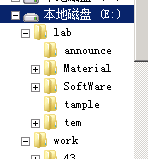 本地磁盘 (E:)
lab
announce
Material
SoftWare
tample
tem
work
43